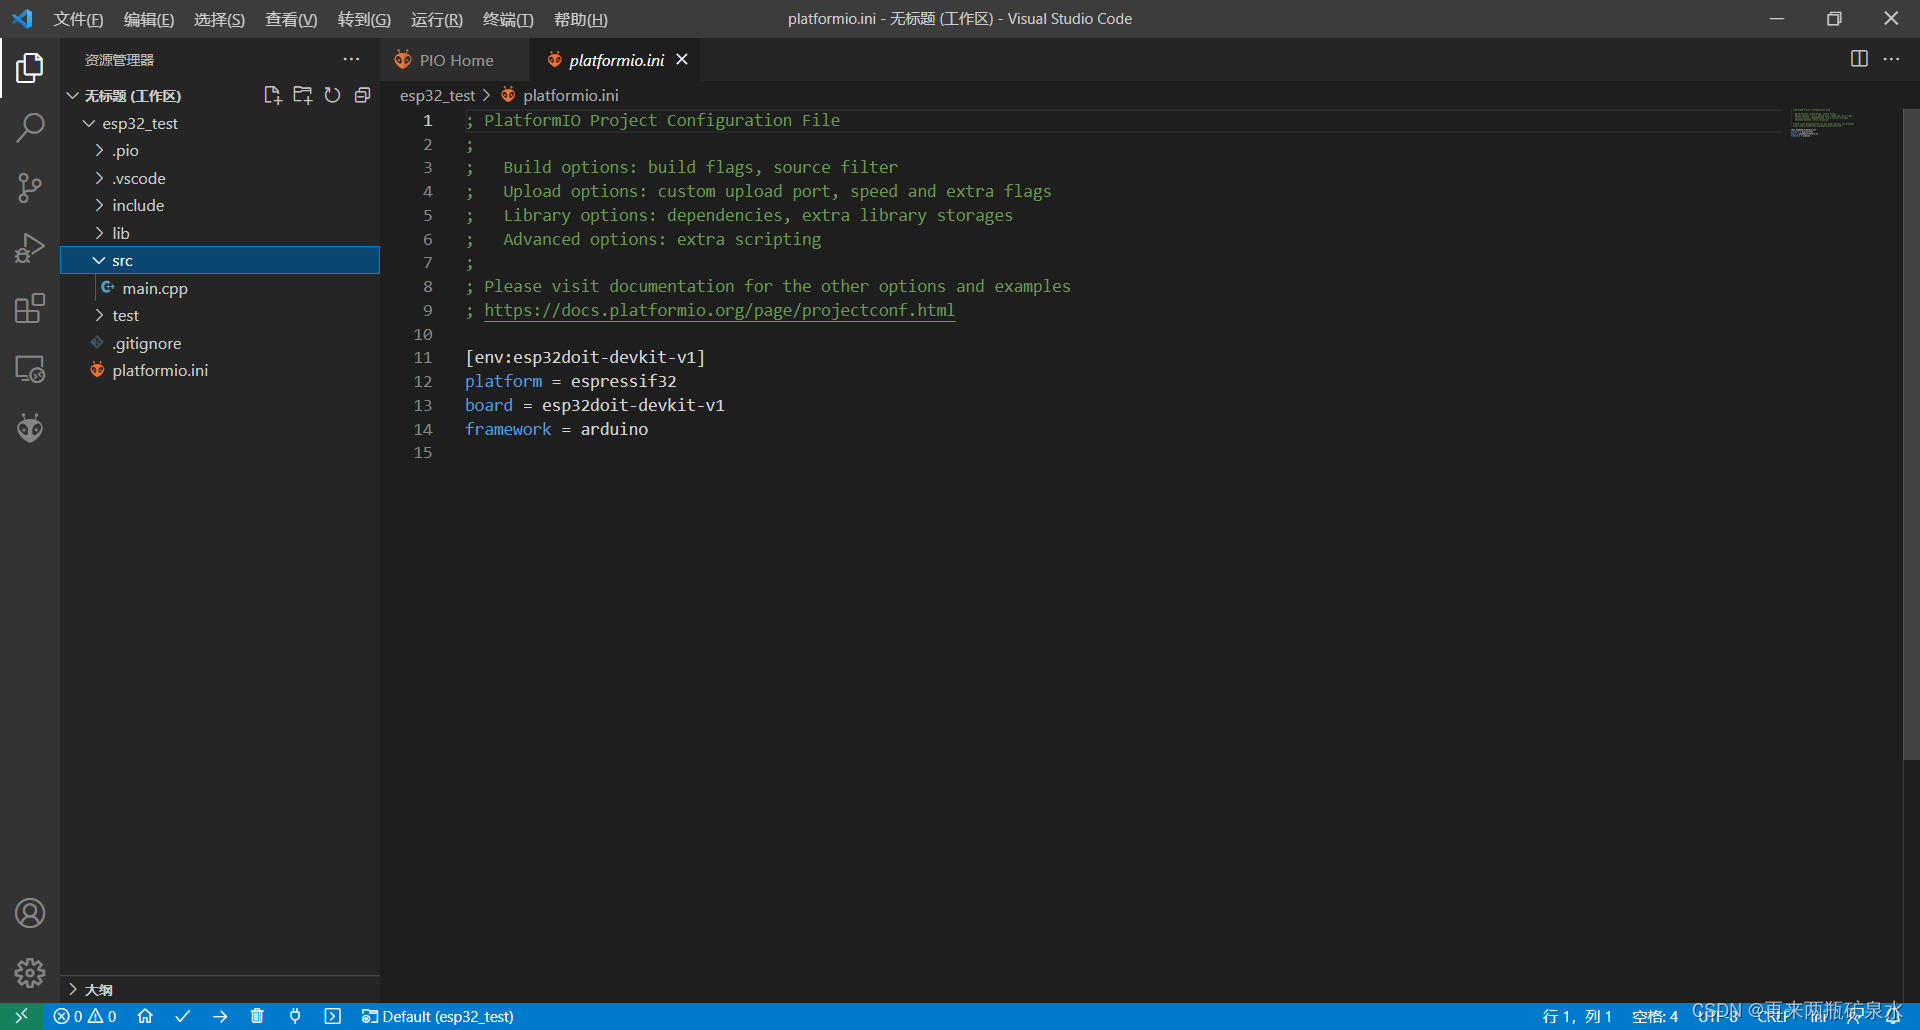 文件(F) 编辑(E) 选择(S) 查看(V) 转到(G) 运行(R) 终端(T) 帮助(H)
platformio.ini - 无标题 (工作区) - Visual Studio Code
资源管理器
PIO Home
platformio.ini
无标题 (工作区)
esp32_test
.pio
.vscode
include
lib
src
main.cpp
test
.gitignore
platformio.ini
esp32_test > platformio.ini
1 ; PlatformIO Project Configuration File
2 ;
3 ;   Build options: build flags, source filter
4 ;   Upload options: custom upload port, speed and extra flags
5 ;   Library options: dependencies, extra library storages
6 ;   Advanced options: extra scripting
7 ;
8 ; Please visit documentation for the other options and examples
9 ; https://docs.platformio.org/page/projectconf.html
10
11 [env:esp32doit-devkit-v1]
12 platform = espressif32
13 board = esp32doit-devkit-v1
14 framework = arduino
15
大纲
0 0 Default (esp32_test)
行 1，列 1 空格: 4 UTF-8 CRLF Ini
CSDN @再来两瓶矿泉水